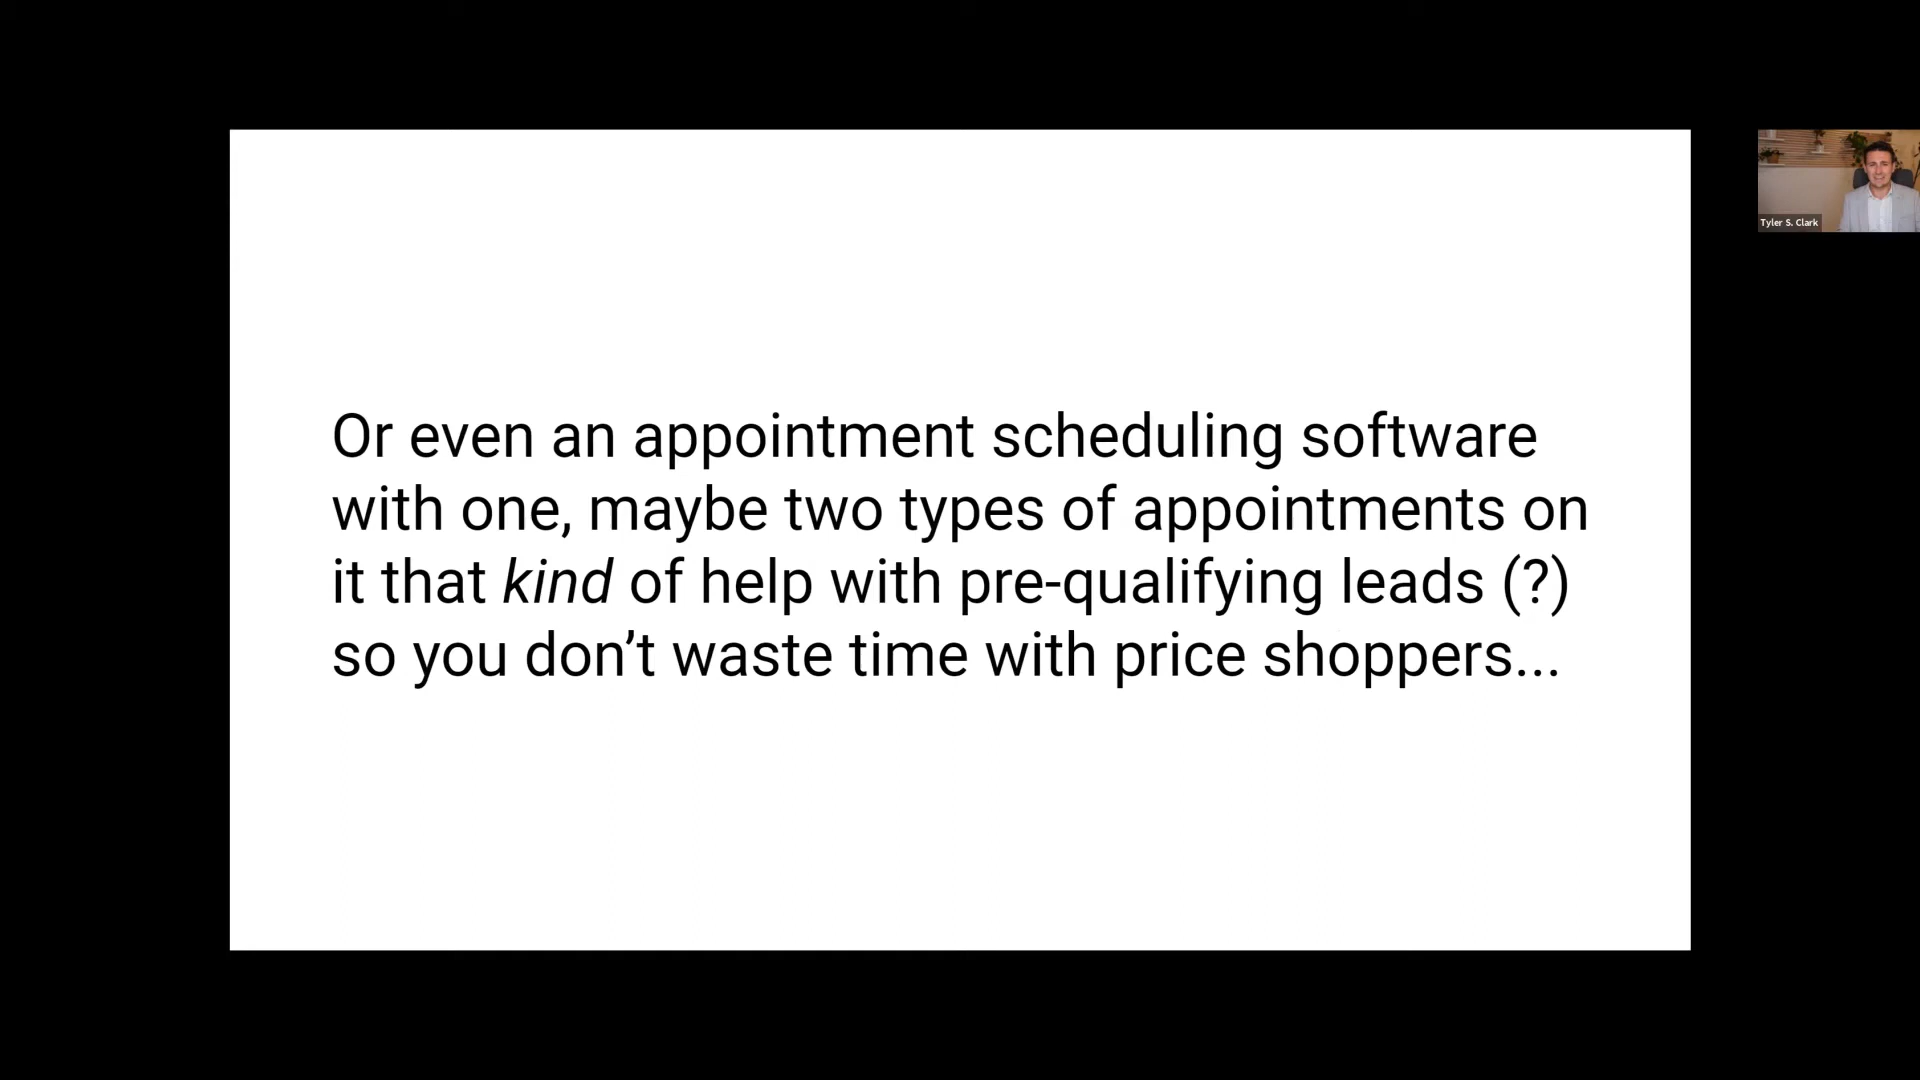 Or even an appointment scheduling software
with one, maybe two types of appointments on
it that kind of help with pre-qualifying leads (?)
so you don’t waste time with price shoppers...
Tyler S. Clark